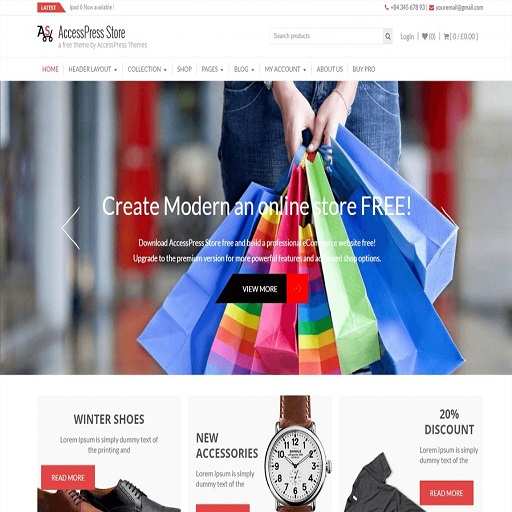 LATEST Ipad 6 Now available !
+84 345 678 93 | youremail@gmail.com
AS
AccessPress Store
a free theme by AccessPress Themes
Search products
Login | (0) | [ 0 / £0.00 ]
HOME HEADER LAYOUT COLLECTION SHOP PAGES BLOG MY ACCOUNT ABOUT US BUY PRO
Create Modern an online store FREE!
Download AccessPress Store free and build a professional eCommerce website free!
Upgrade to the premium version for more powerful features and advanced shop options.
VIEW MORE
WINTER SHOES
Lorem Ipsum is simply dummy text of
the printing and
READ MORE
NEW
ACCESSORIES
Lorem Ipsum is simply
dummy text of
20%
DISCOUNT
Lorem Ipsum is simply
dummy text of the
READ MORE